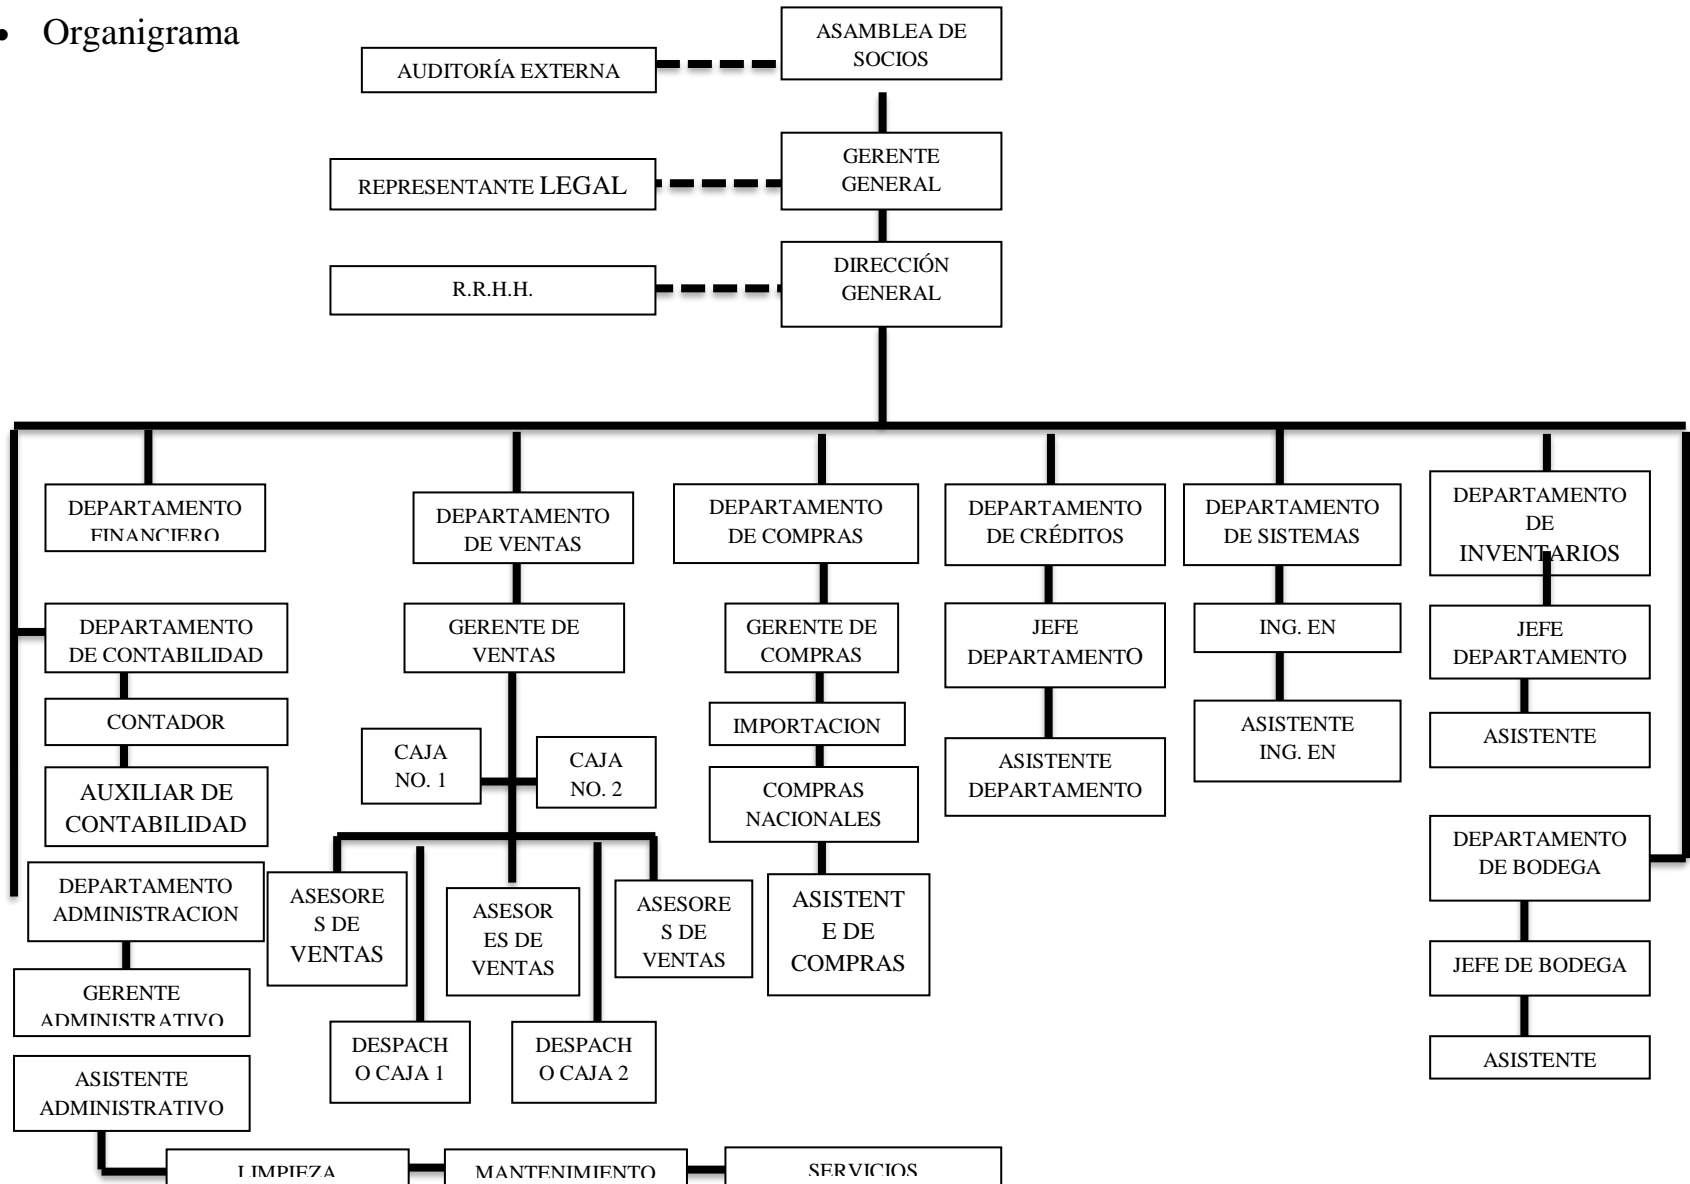 • Organigrama
ASAMBLEA DE
SOCIOS
AUDITORÍA EXTERNA
GERENTE
GENERAL
REPRESENTANTE LEGAL
DIRECCIÓN
GENERAL
R.R.H.H.
DEPARTAMENTO
FINANCIERO
DEPARTAMENTO
DE VENTAS
DEPARTAMENTO
DE COMPRAS
DEPARTAMENTO
DE CRÉDITOS
DEPARTAMENTO
DE SISTEMAS
DEPARTAMENTO
DE
INVENTARIOS
DEPARTAMENTO
DE CONTABILIDAD
GERENTE DE
VENTAS
GERENTE DE
COMPRAS
JEFE
DEPARTAMENTO
ING. EN
JEFE
DEPARTAMENTO
CONTADOR
CAJA
NO. 1
CAJA
NO. 2
IMPORTACION
ASISTENTE
DEPARTAMENTO
ASISTENTE
ING. EN
ASISTENTE
AUXILIAR DE
CONTABILIDAD
COMPRAS
NACIONALES
DEPARTAMENTO
DE BODEGA
DEPARTAMENTO
ADMINISTRACION
ASESORE
S DE
VENTAS
ASESOR
ES DE
VENTAS
ASESORE
S DE
VENTAS
ASISTENT
E DE
COMPRAS
JEFE DE BODEGA
GERENTE
ADMINISTRATIVO
DESPACH
O CAJA 1
DESPACH
O CAJA 2
ASISTENTE
ASISTENTE
ADMINISTRATIVO
LIMPIEZA
MANTENIMIENTO
SERVICIOS